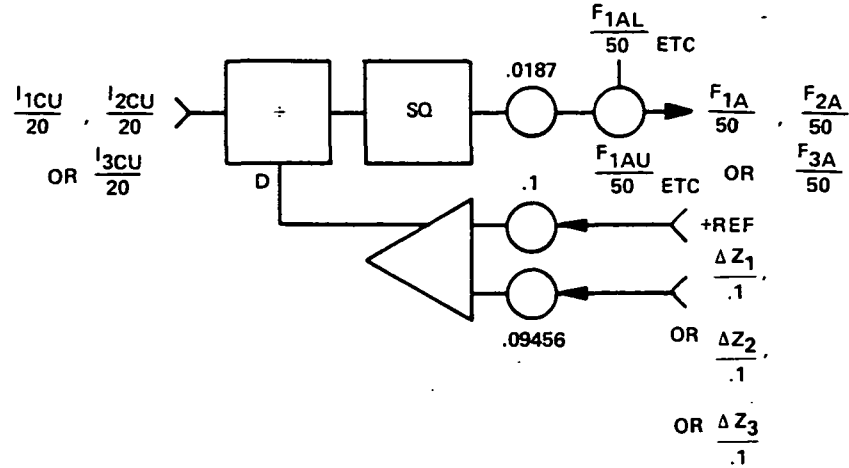 F1AL/50 ETC
.0187
I1CU/20 , I2CU/20
OR I3CU/20
÷
SQ
F1A/50 , F2A/50
OR F3A/50
D
F1AU/50 ETC
.1
+REF
ΔZ1/.1,
.09456
OR ΔZ2/.1,
OR ΔZ3/.1